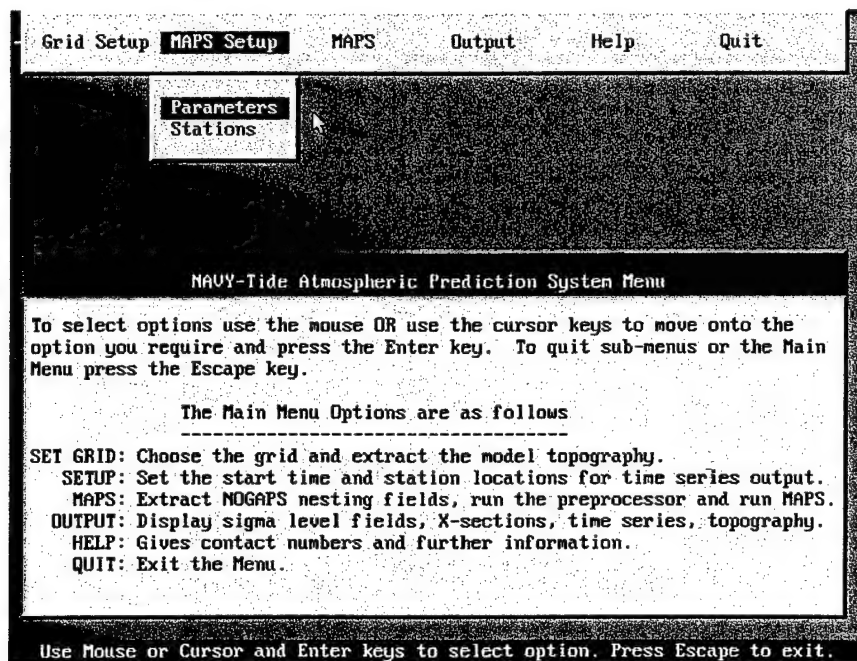 Grid Setup MAPS Setup MAPS Output Help Quit
Parameters
Stations
NAVY-Tide Atmospheric Prediction System Menu
To select options use the mouse OR use the cursor keys to move onto the
option you require and press the Enter key. To quit sub-menus or the Main
Menu press the Escape key.
The Main Menu Options are as follows
------------------------------------
SET GRID: Choose the grid and extract the model topography.
SETUP: Set the start time and station locations for time series output.
MAPS: Extract NOGAPS nesting fields, run the preprocessor and run MAPS.
OUTPUT: Display sigma level fields, X-sections, time series, topography.
HELP: Gives contact numbers and further information.
QUIT: Exit the Menu.
Use Mouse or Cursor and Enter keys to select option. Press Escape to exit.